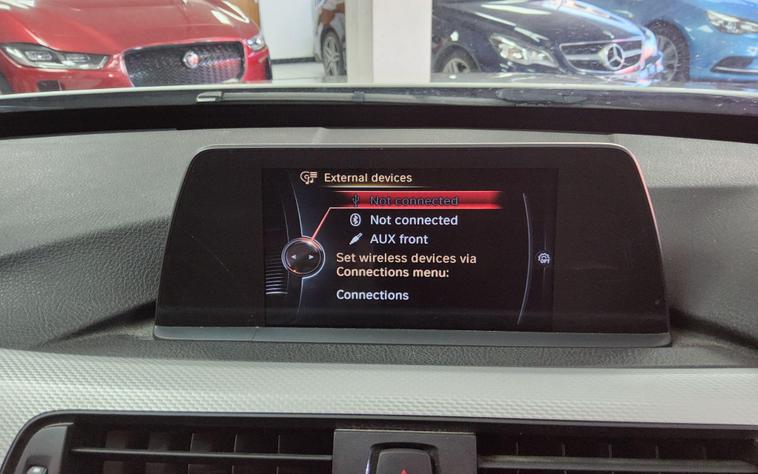 External devices
Not connected
Not connected
AUX front
Set wireless devices via
Connections menu:
Connections